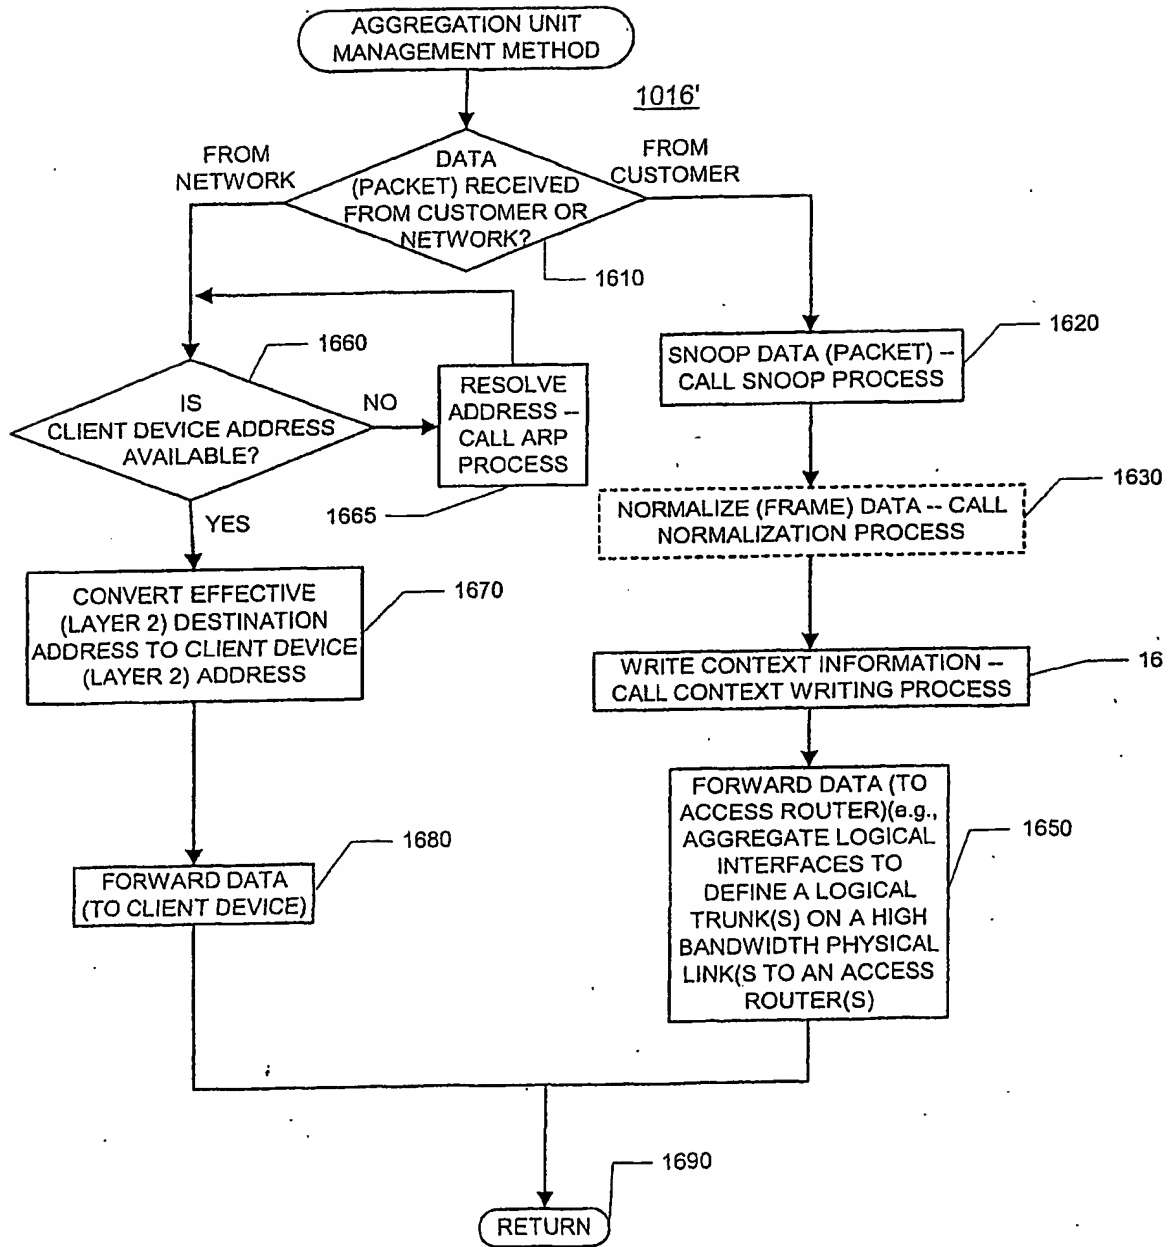 AGGREGATION UNIT
MANAGEMENT METHOD
1016'
FROM
NETWORK
DATA
(PACKET) RECEIVED
FROM CUSTOMER OR
NETWORK?
FROM
CUSTOMER
1610
1660
IS
CLIENT DEVICE ADDRESS
AVAILABLE?
NO
YES
RESOLVE
ADDRESS --
CALL ARP
PROCESS
1665
CONVERT EFFECTIVE
(LAYER 2) DESTINATION
ADDRESS TO CLIENT DEVICE
(LAYER 2) ADDRESS
1670
FORWARD DATA
(TO CLIENT DEVICE)
1680
SNOOP DATA (PACKET) --
CALL SNOOP PROCESS
1620
NORMALIZE (FRAME) DATA -- CALL
NORMALIZATION PROCESS
1630
WRITE CONTEXT INFORMATION --
CALL CONTEXT WRITING PROCESS
16
FORWARD DATA (TO
ACCESS ROUTER)(e.g.,
AGGREGATE LOGICAL
INTERFACES TO
DEFINE A LOGICAL
TRUNK(S) ON A HIGH
BANDWIDTH PHYSICAL
LINK(S TO AN ACCESS
ROUTER(S)
1650
1690
RETURN